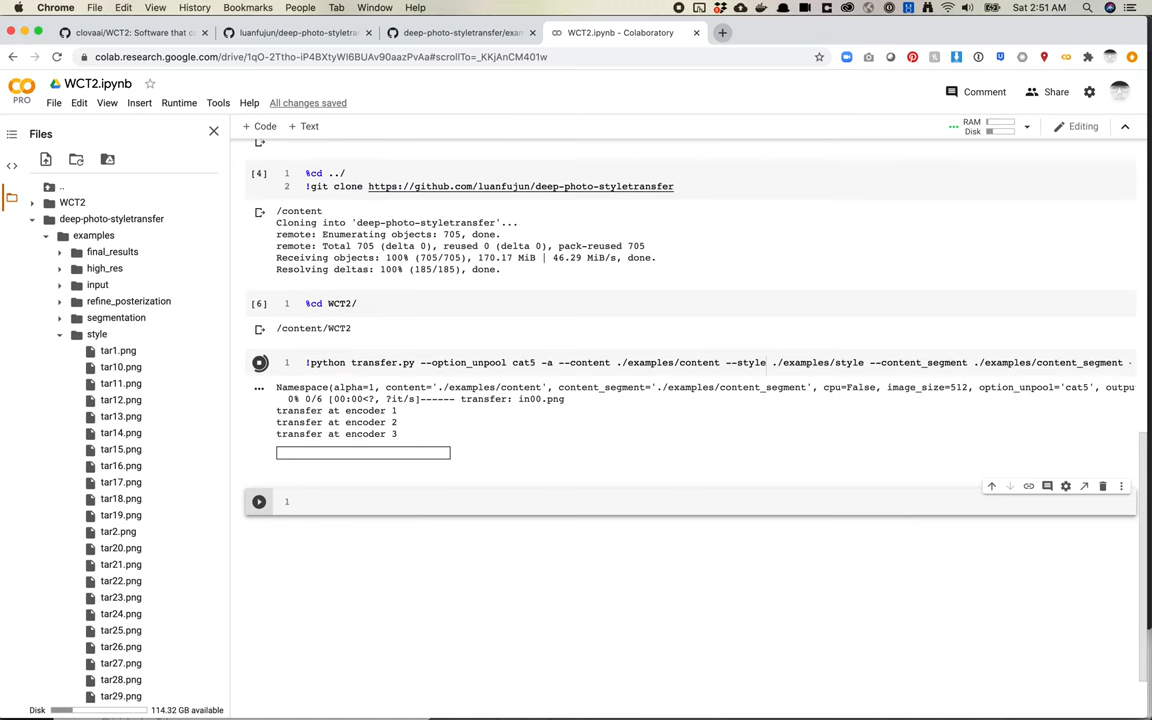 Chrome File Edit View History Bookmarks People Tab Window Help Sat 2:51 AM
clovaai/WCT2: Software that c × luanfujun/deep-photo-styletra × deep-photo-styletransfer/exam × WCT2.ipynb - Colaboratory ×
colab.research.google.com/drive/1qO-2Ttho-iP4BXtyWl6BUAv90aazPvAa#scrollTo=_KKjAnCM401w
WCT2.ipynb
PRO
File Edit View Insert Runtime Tools Help All changes saved
Comment Share
Files
+ Code + Text
RAM
Disk
Editing
..
WCT2
deep-photo-styletransfer
examples
final_results
high_res
input
refine_posterization
segmentation
style
tar1.png
tar10.png
tar11.png
tar12.png
tar13.png
tar14.png
tar15.png
tar16.png
tar17.png
tar18.png
tar19.png
tar2.png
tar20.png
tar21.png
tar22.png
tar23.png
tar24.png
tar25.png
tar26.png
tar27.png
tar28.png
tar29.png
Disk 114.32 GB available
[4] 1 %cd ../
2 !git clone https://github.com/luanfujun/deep-photo-styletransfer
/content
Cloning into 'deep-photo-styletransfer'...
remote: Enumerating objects: 705, done.
remote: Total 705 (delta 0), reused 0 (delta 0), pack-reused 705
Receiving objects: 100% (705/705), 170.17 MiB | 46.29 MiB/s, done.
Resolving deltas: 100% (185/185), done.
[6] 1 %cd WCT2/
/content/WCT2
1 !python transfer.py --option_unpool cat5 -a --content ./examples/content --style ./examples/style --content_segment ./examples/content_segment -
Namespace(alpha=1, content='./examples/content', content_segment='./examples/content_segment', cpu=False, image_size=512, option_unpool='cat5', outpu
0% 0/6 [00:00<?, ?it/s]------ transfer: in00.png
transfer at encoder 1
transfer at encoder 2
transfer at encoder 3
1